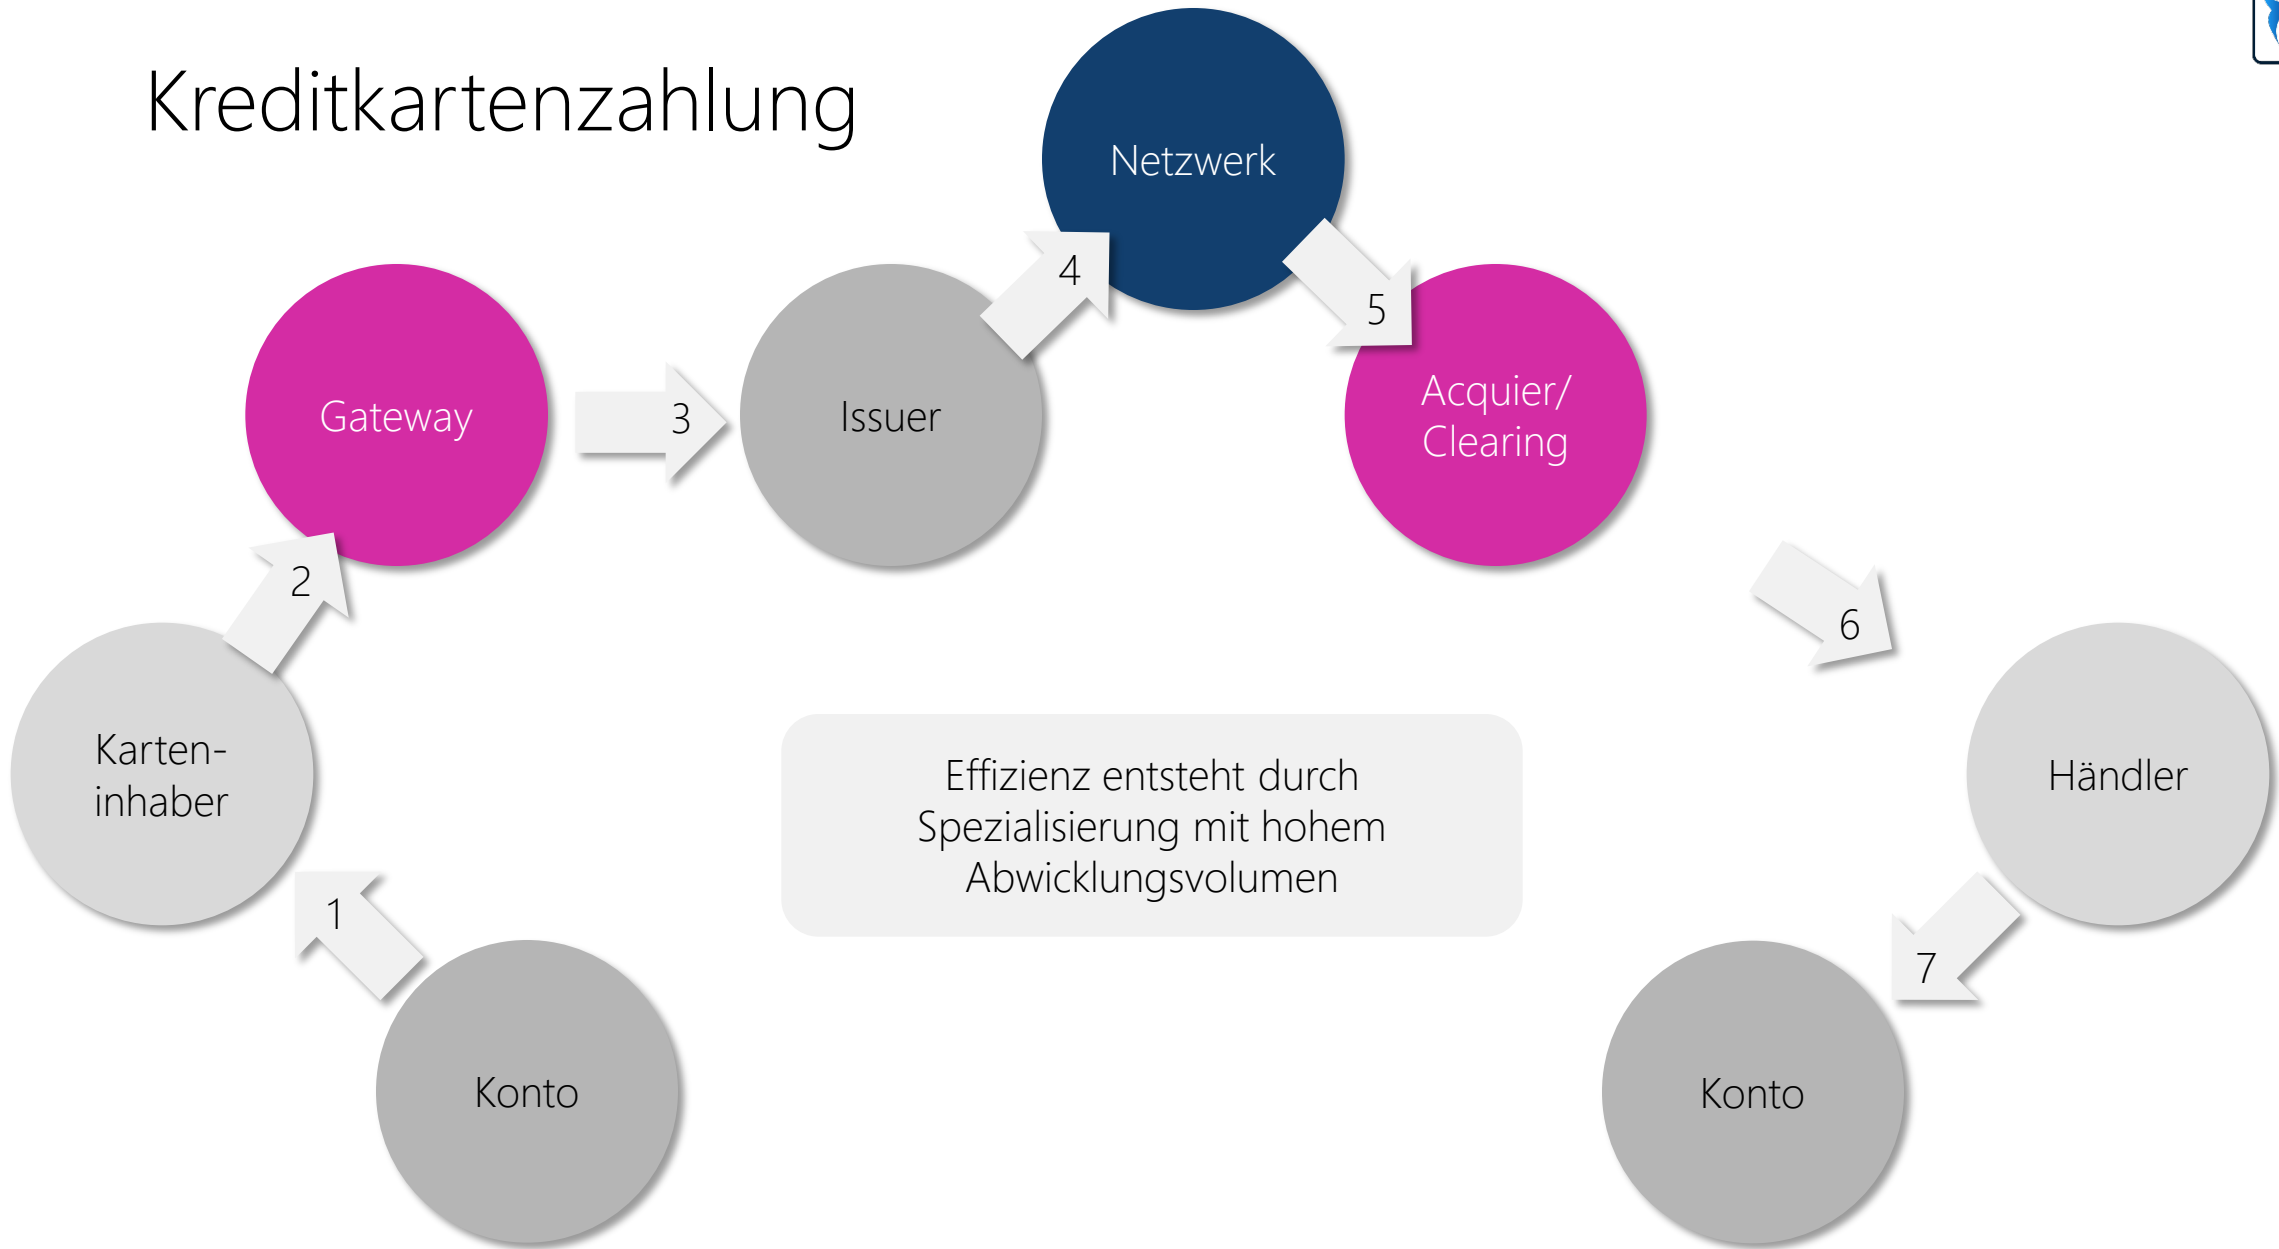 Kreditkartenzahlung
Netzwerk
4
5
Gateway
3
Issuer
Acquier/
Clearing
2
6
Karten-
inhaber
Effizienz entsteht durch
Spezialisierung mit hohem
Abwicklungsvolumen
Händler
1
7
Konto
Konto